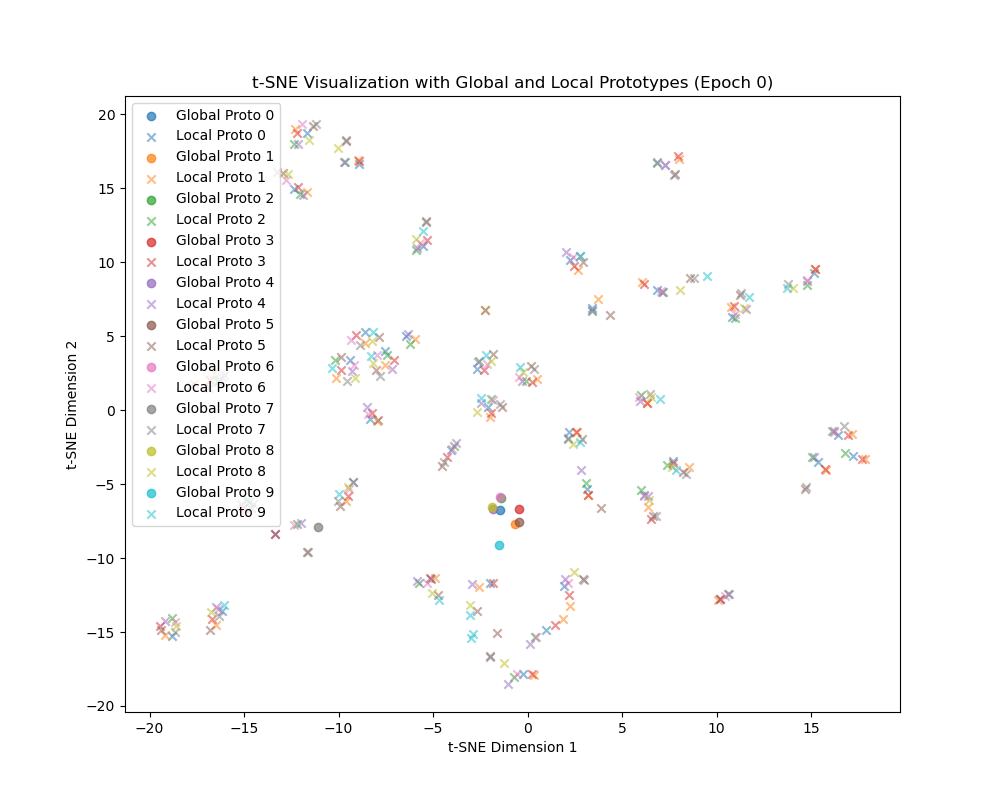 t-SNE Visualization with Global and Local Prototypes (Epoch 0)
Global Proto 0
Local Proto 0
Global Proto 1
Local Proto 1
Global Proto 2
Local Proto 2
Global Proto 3
Local Proto 3
Global Proto 4
Local Proto 4
Global Proto 5
Local Proto 5
Global Proto 6
Local Proto 6
Global Proto 7
Local Proto 7
Global Proto 8
Local Proto 8
Global Proto 9
Local Proto 9
t-SNE Dimension 2
20
15
10
5
0
−5
−10
−15
−20
−20
−15
−10
−5
0
5
10
15
t-SNE Dimension 1